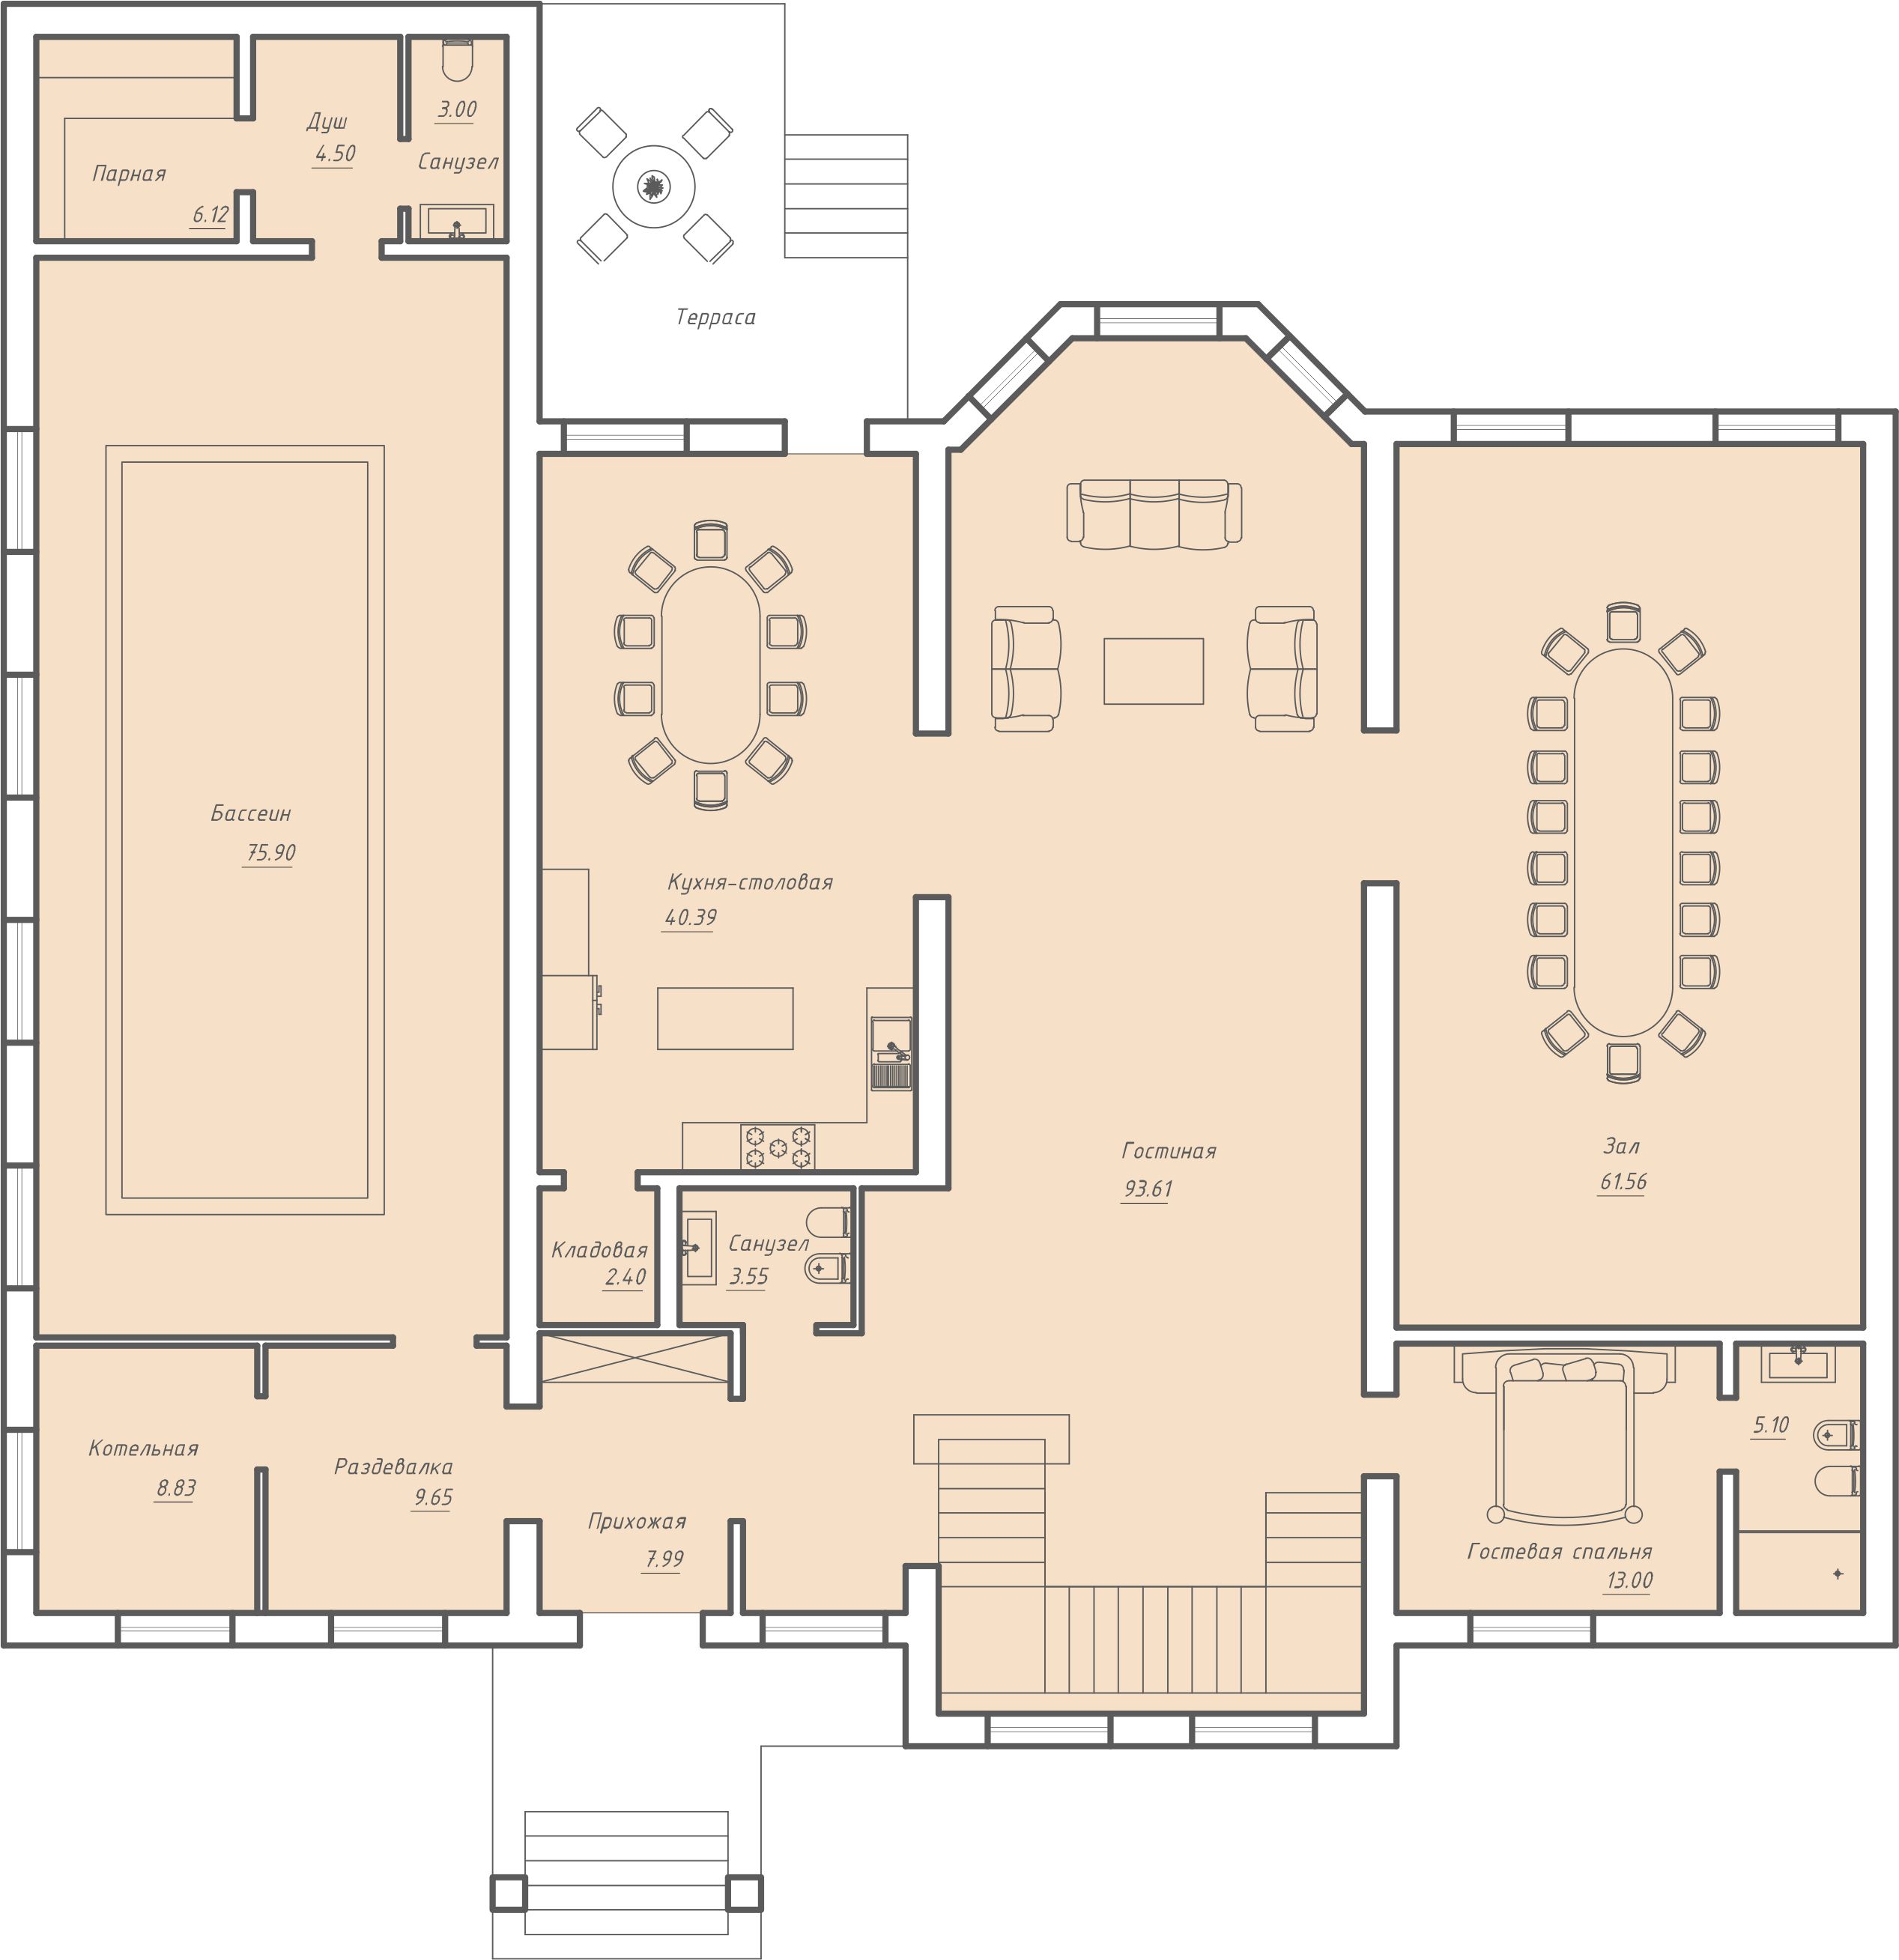 Душ
4.50
3.00
Санузел
Парная
6.12
Терраса
Бассеин
75.90
Кухня-столовая
40.39
Гостиная
93.61
Зал
61.56
Кладовая
2.40
Санузел
3.55
Котельная
8.83
Раздевалка
9.65
Прихожая
7.99
5.10
Гостевая спальня
13.00